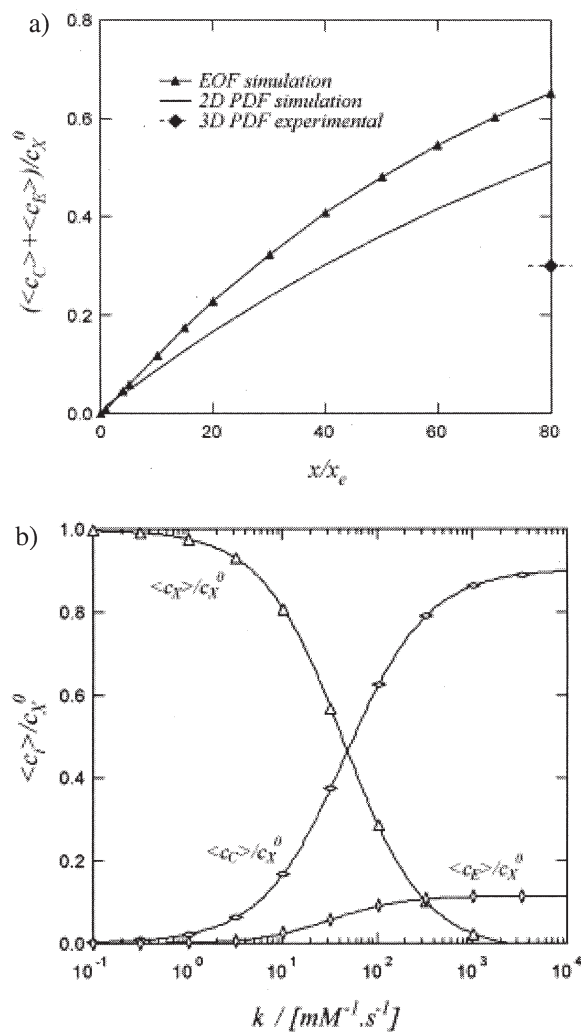 a)
0.8
0.6
0.4
0.2
0.0
(<c_C>+<c_E>)/c_X^0
EOF simulation
2D PDF simulation
3D PDF experimental
0 20 40 60 80
x/x_e
b)
1.0
0.8
0.6
0.4
0.2
0.0
<c_i>/c_X^0
<c_X>/c_X^0
<c_C>/c_X^0
<c_E>/c_X^0
10^-1 10^0 10^1 10^2 10^3 10^4
k / [mM^-1.s^-1]